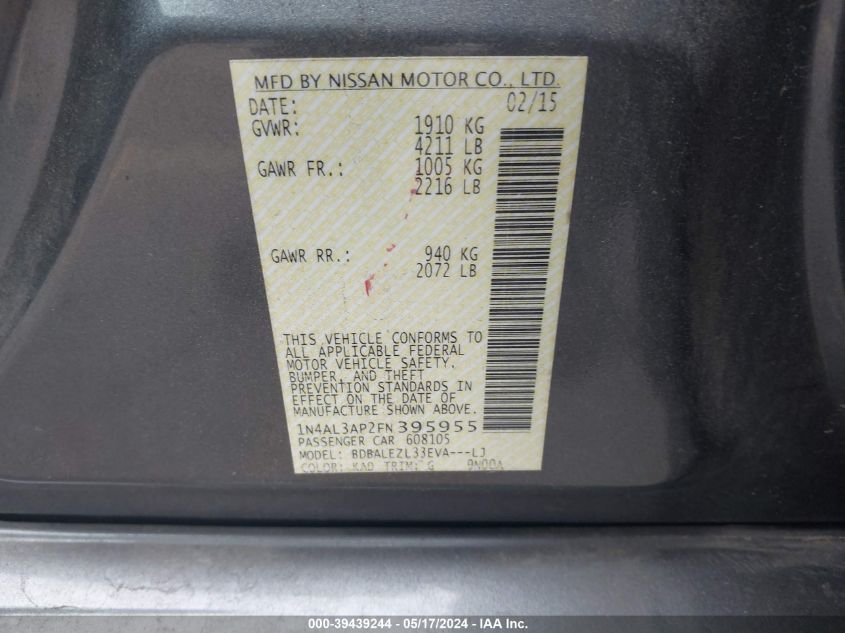 MFD BY NISSAN MOTOR CO., LTD.
DATE: 02/15
GVWR: 1910 KG
4211 LB
GAWR FR.: 1005 KG
2216 LB
GAWR RR.: 940 KG
2072 LB
THIS VEHICLE CONFORMS TO
ALL APPLICABLE FEDERAL
MOTOR VEHICLE SAFETY,
BUMPER, AND THEFT
PREVENTION STANDARDS IN
EFFECT ON THE DATE OF
MANUFACTURE SHOWN ABOVE.
1N4AL3AP2FN395955
PASSENGER CAR 608105
MODEL: BDBALEZL33EVA---LJ
COLOR: KAD TRIM: G 9N00A
000-39439244 - 05/17/2024 - IAA Inc.